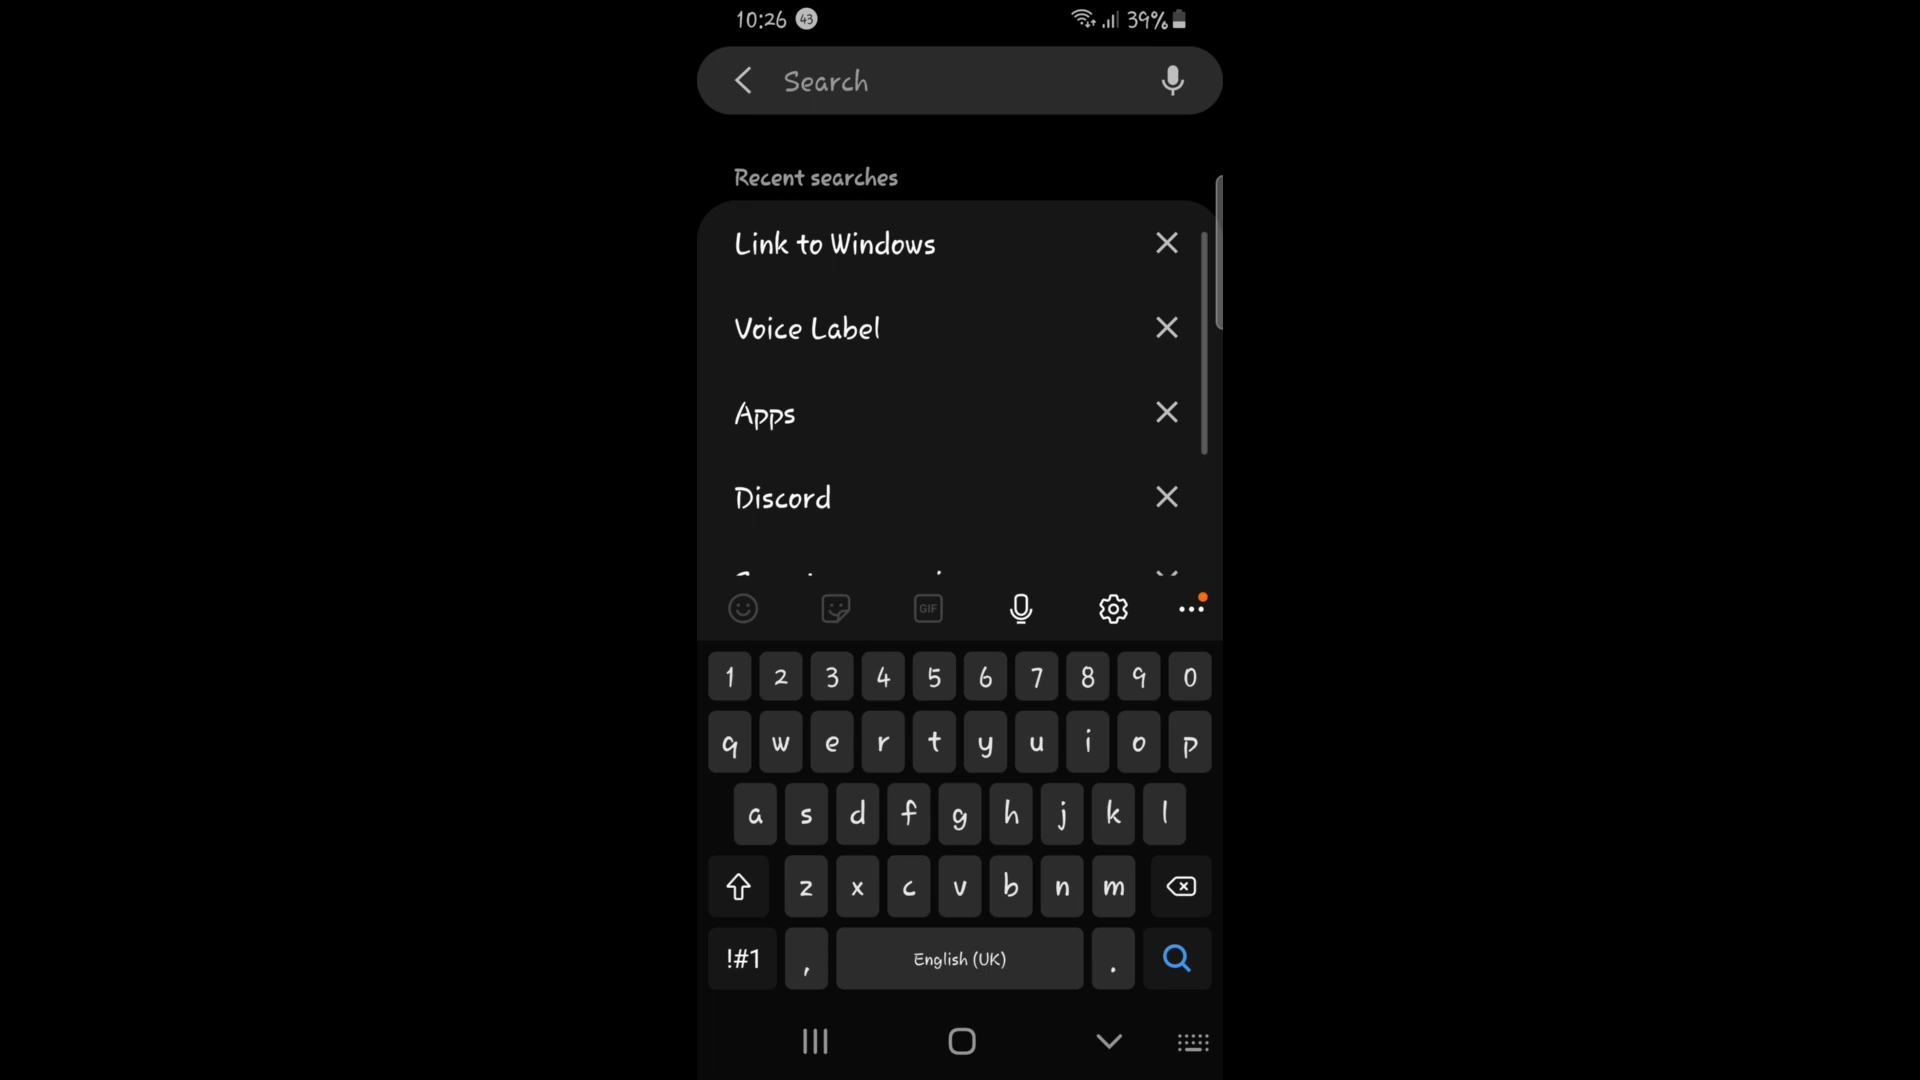 10:26 43 39%
Search
Recent searches
Link to Windows
Voice Label
Apps
Discord
GIF
1 2 3 4 5 6 7 8 9 0
q w e r t y u i o p
a s d f g h j k l
z x c v b n m
!#1 , English (UK) .